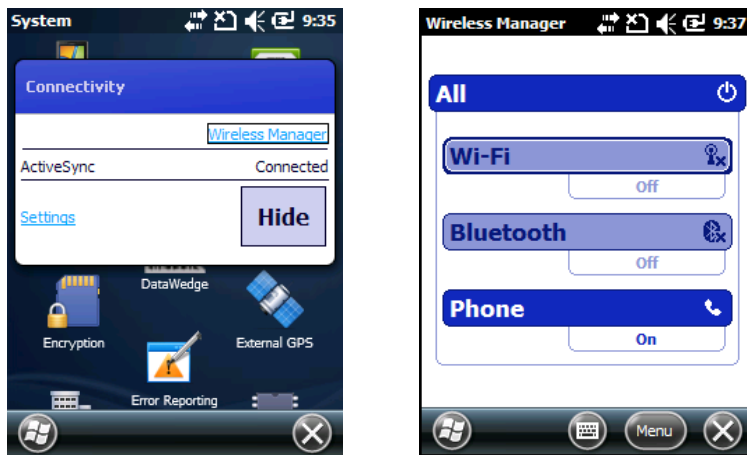 System 9:35
Connectivity
Wireless Manager
ActiveSync Connected
Settings Hide
DataWedge
Encryption External GPS
Error Reporting
Wireless Manager 9:37
All
Wi-Fi
Off
Bluetooth
Off
Phone
On
Menu